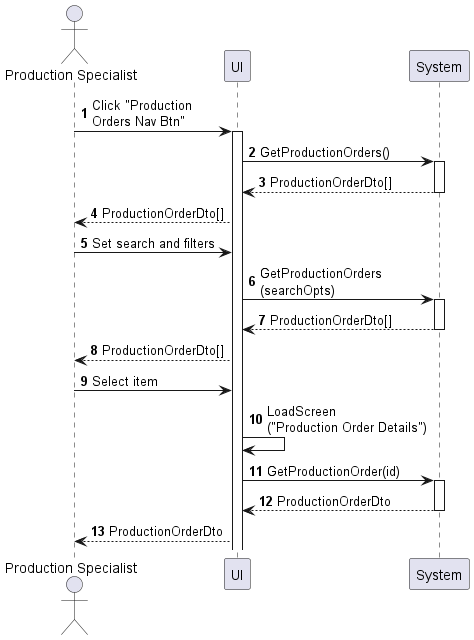 Production Specialist
UI
System
1 Click "Production
Orders Nav Btn"
2 GetProductionOrders()
3 ProductionOrderDto[]
4 ProductionOrderDto[]
5 Set search and filters
6 GetProductionOrders
(searchOpts)
7 ProductionOrderDto[]
8 ProductionOrderDto[]
9 Select item
10 LoadScreen
("Production Order Details")
11 GetProductionOrder(id)
12 ProductionOrderDto
13 ProductionOrderDto
Production Specialist
UI
System